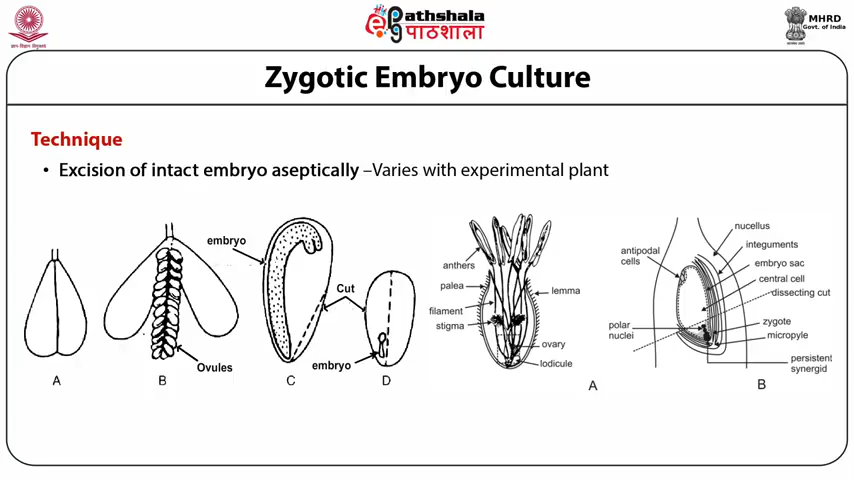 ePathshala
पाठशाला
MHRD
Govt. of India
Zygotic Embryo Culture
Technique
• Excision of intact embryo aseptically –Varies with experimental plant
embryo
Cut
Ovules
embryo
A
B
C
D
anthers
palea
lemma
filament
stigma
ovary
lodicule
A
nucellus
antipodal
cells
integuments
embryo sac
central cell
dissecting cut
polar
nuclei
zygote
micropyle
persistent
synergid
B